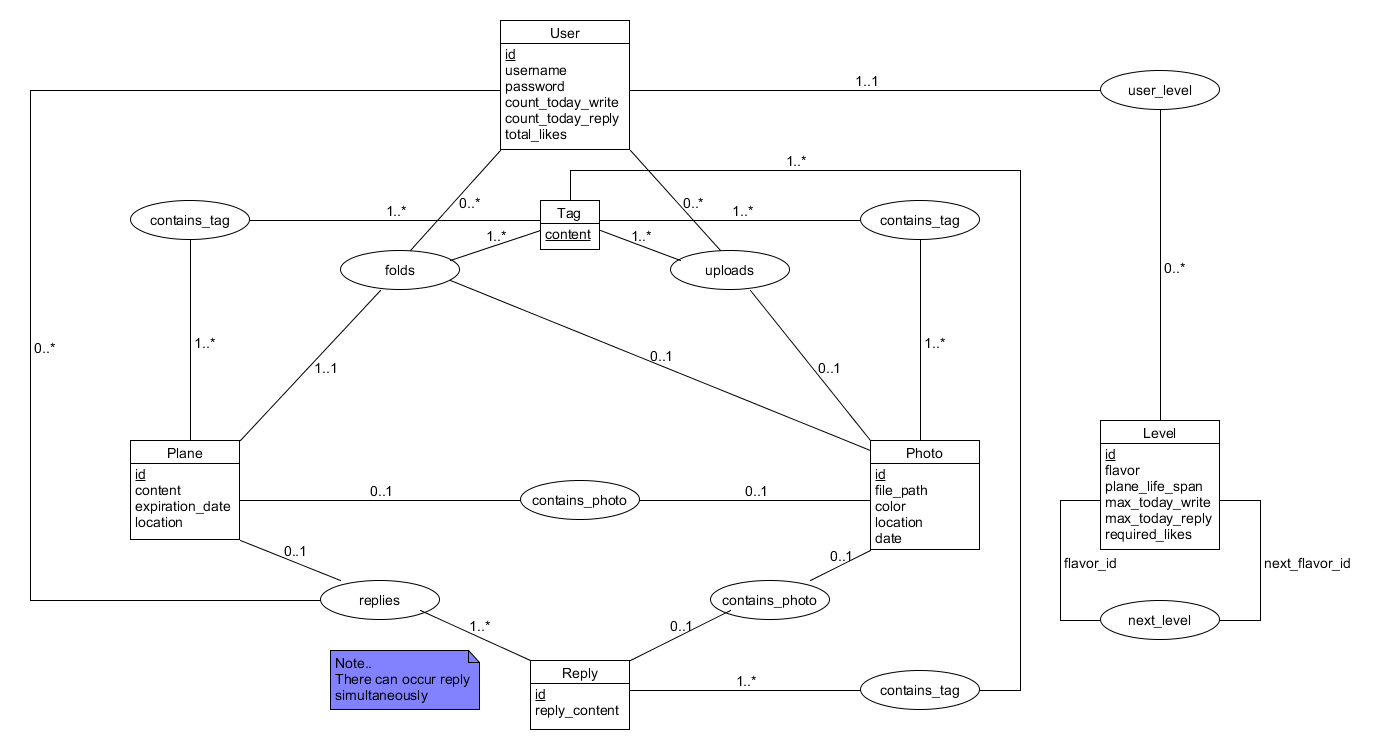 User
id
username
password
count_today_write
count_today_reply
total_likes
1..1
user_level
1..*
contains_tag
1..*
0..*
Tag
content
0..*
1..*
contains_tag
1..*
1..*
folds
uploads
0..*
0..*
1..*
1..1
0..1
0..1
1..*
Plane
id
content
expiration_date
location
Photo
id
file_path
color
location
date
Level
id
flavor
plane_life_span
max_today_write
max_today_reply
required_likes
0..1
contains_photo
0..1
0..1
0..1
flavor_id
next_flavor_id
replies
contains_photo
next_level
1..*
0..1
Note..
There can occur reply
simultaneously
Reply
id
reply_content
1..*
contains_tag